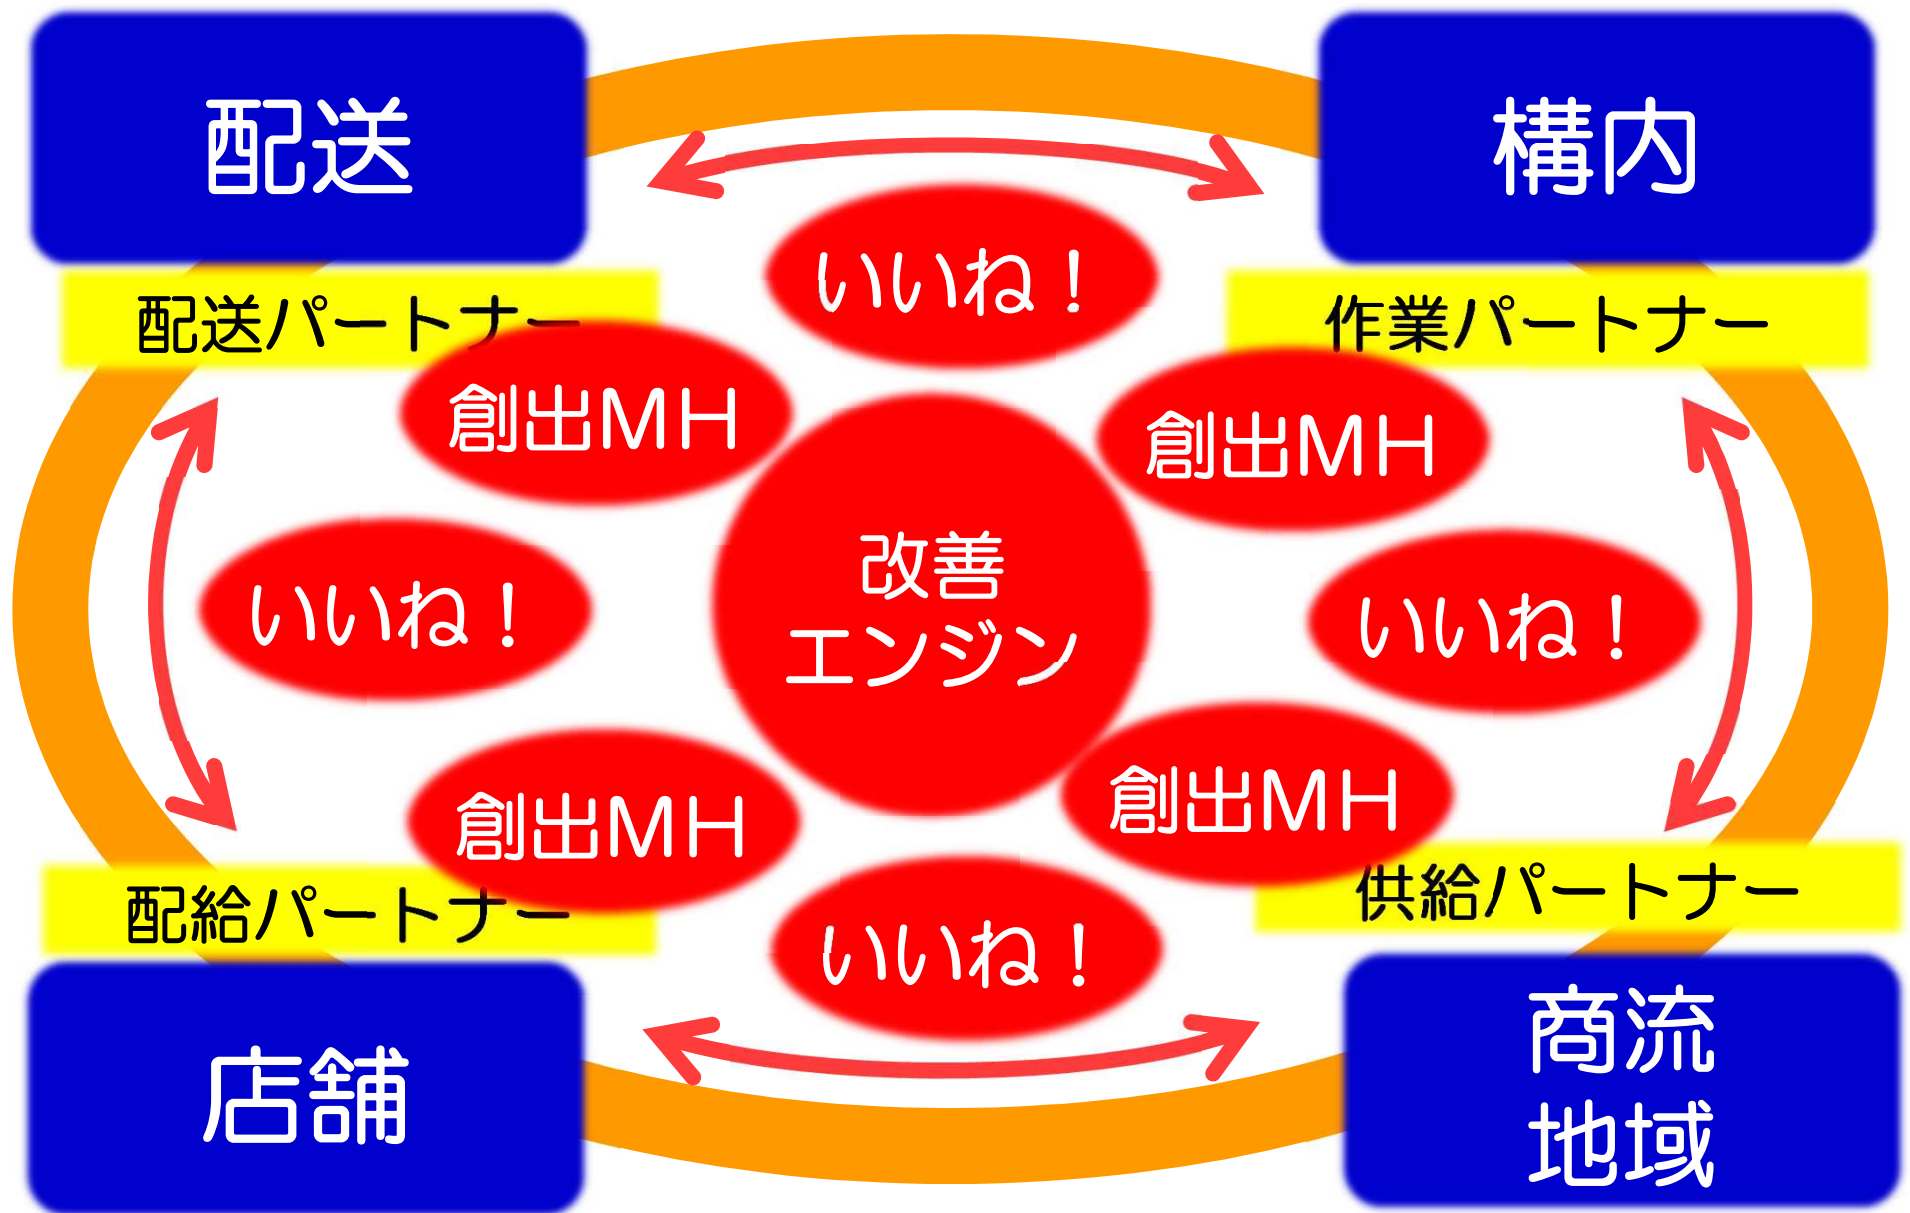 配送
構内
配送パートナー
いいね！
作業パートナー
創出ＭＨ
創出ＭＨ
改善
エンジン
いいね！
いいね！
創出ＭＨ
創出ＭＨ
配給パートナー
いいね！
供給パートナー
店舗
商流
地域